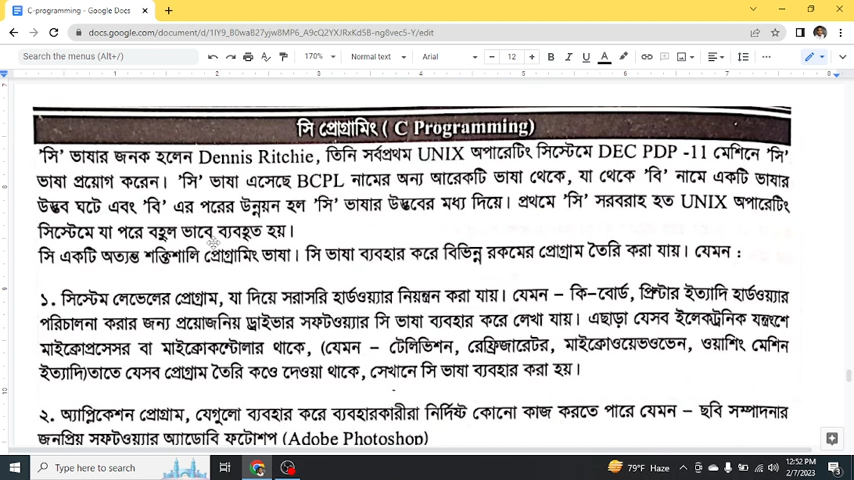 C-programming - Google Docs
docs.google.com/document/d/1IY9_B0wa827yjw8MP6_A9cQ2YXJRxKd5B-ng8vec5-Y/edit
Search the menus (Alt+/)
170%
Normal text
Arial
12
B I U A
1 2 3 4 5 6 7
সি প্রোগ্রামিং ( C Programming)
'সি' ভাষার জনক হলেন Dennis Ritchie, তিনি সর্বপ্রথম UNIX অপারেটিং সিস্টেমে DEC PDP -11 মেশিনে 'সি'
ভাষা প্রয়োগ করেন। 'সি' ভাষা এসেছে BCPL নামের অন্য আরেকটি ভাষা থেকে, যা থেকে 'বি' নামে একটি ভাষার
উদ্ভব ঘটে এবং 'বি' এর পরের উন্নয়ন হল 'সি' ভাষার উদ্ভবের মধ্য দিয়ে। প্রথমে 'সি' সরবরাহ হত UNIX অপারেটিং
সিস্টেমে যা পরে বহুল ভাবে ব্যবহৃত হয়।
সি একটি অত্যন্ত শক্তিশালি প্রোগ্রামিং ভাষা। সি ভাষা ব্যবহার করে বিভিন্ন রকমের প্রোগ্রাম তৈরি করা যায়। যেমন :
১. সিস্টেম লেভেলের প্রোগ্রাম, যা দিয়ে সরাসরি হার্ডওয়্যার নিয়ন্ত্রন করা যায়। যেমন – কি-বোর্ড, প্রিন্টার ইত্যাদি হার্ডওয়্যার
পরিচালনা করার জন্য প্রয়োজনিয় ড্রাইভার সফটওয়্যার সি ভাষা ব্যবহার করে লেখা যায়। এছাড়া যেসব ইলেকট্রনিক যন্ত্রংশে
মাইক্রোপ্রসেসর বা মাইক্রোকন্টোলার থাকে, (যেমন – টেলিভিশন, রেফ্রিজারেটর, মাইক্রোওয়েভওভেন, ওয়াশিং মেশিন
ইত্যাদি)তাতে যেসব প্রোগ্রাম তৈরি কওে দেওয়া থাকে, সেখানে সি ভাষা ব্যবহার করা হয়।
২. অ্যাপ্লিকেশন প্রোগ্রাম, যেগুলো ব্যবহার করে ব্যবহারকারীরা নির্দিষ্ট কোনো কাজ করতে পারে যেমন – ছবি সম্পাদনার
জনপ্রিয় সফটওয়্যার অ্যাডোবি ফটোশপ (Adobe Photoshop)
Type here to search
79°F Haze
12:52 PM
2/7/2023